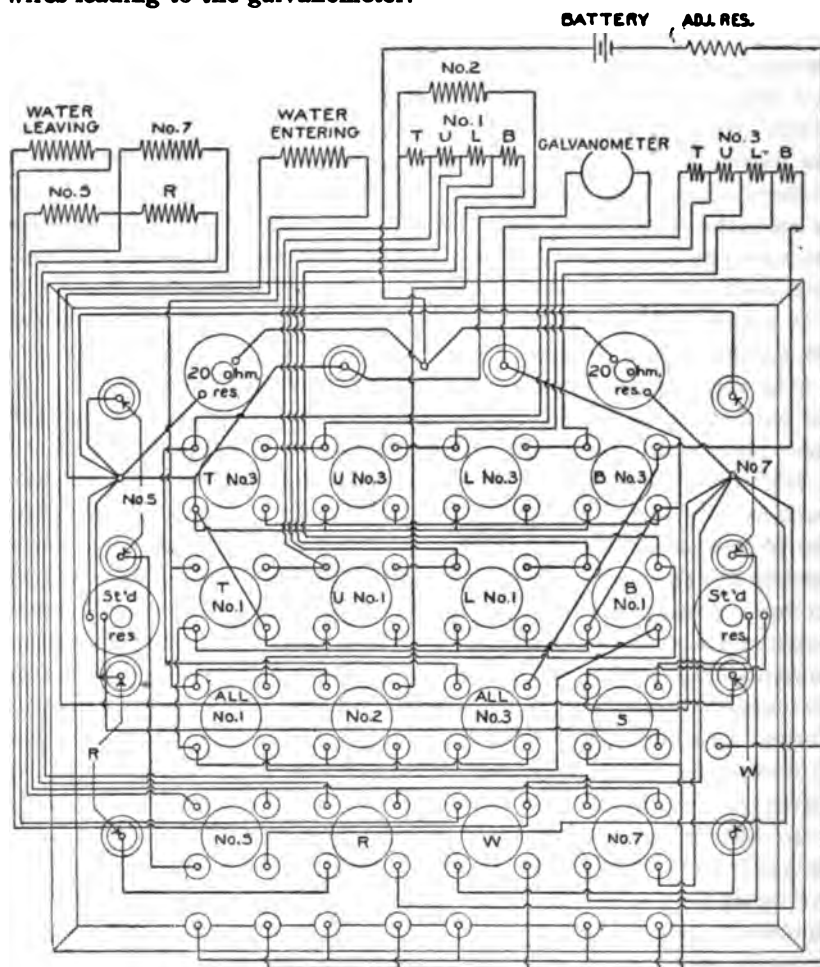 wires leading to the galvanometer.
BATTERY ADJ. RES.
No.2
WATER LEAVING
No.7
WATER ENTERING
No.1
T U L B
GALVANOMETER
No.3
T U L B
No.5
R
20 ohm. res.
20 ohm. res.
No.5
T No.3
U No.3
L No.3
B No.3
No.7
St'd res.
T No.1
U No.1
L No.1
B No.1
St'd res.
ALL No.1
No.2
ALL No.3
S
R
W
No.5
R
W
No.7